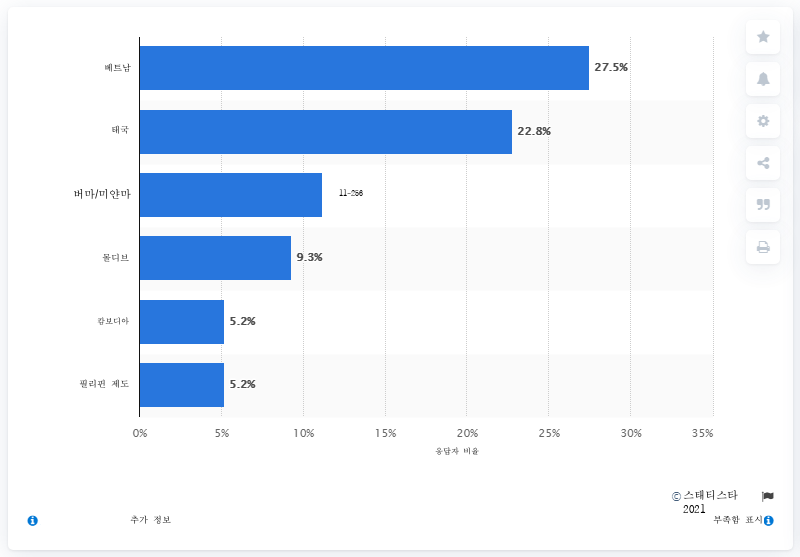 베트남
27.5%
태국
22.8%
버마/미얀마
몰디브
9.3%
캄보디아
5.2%
필리핀 제도
5.2%
0% 5% 10% 15% 20% 25% 30% 35%
응답자 비율
© 스태티스타
2021
추가 정보
부족함 표시